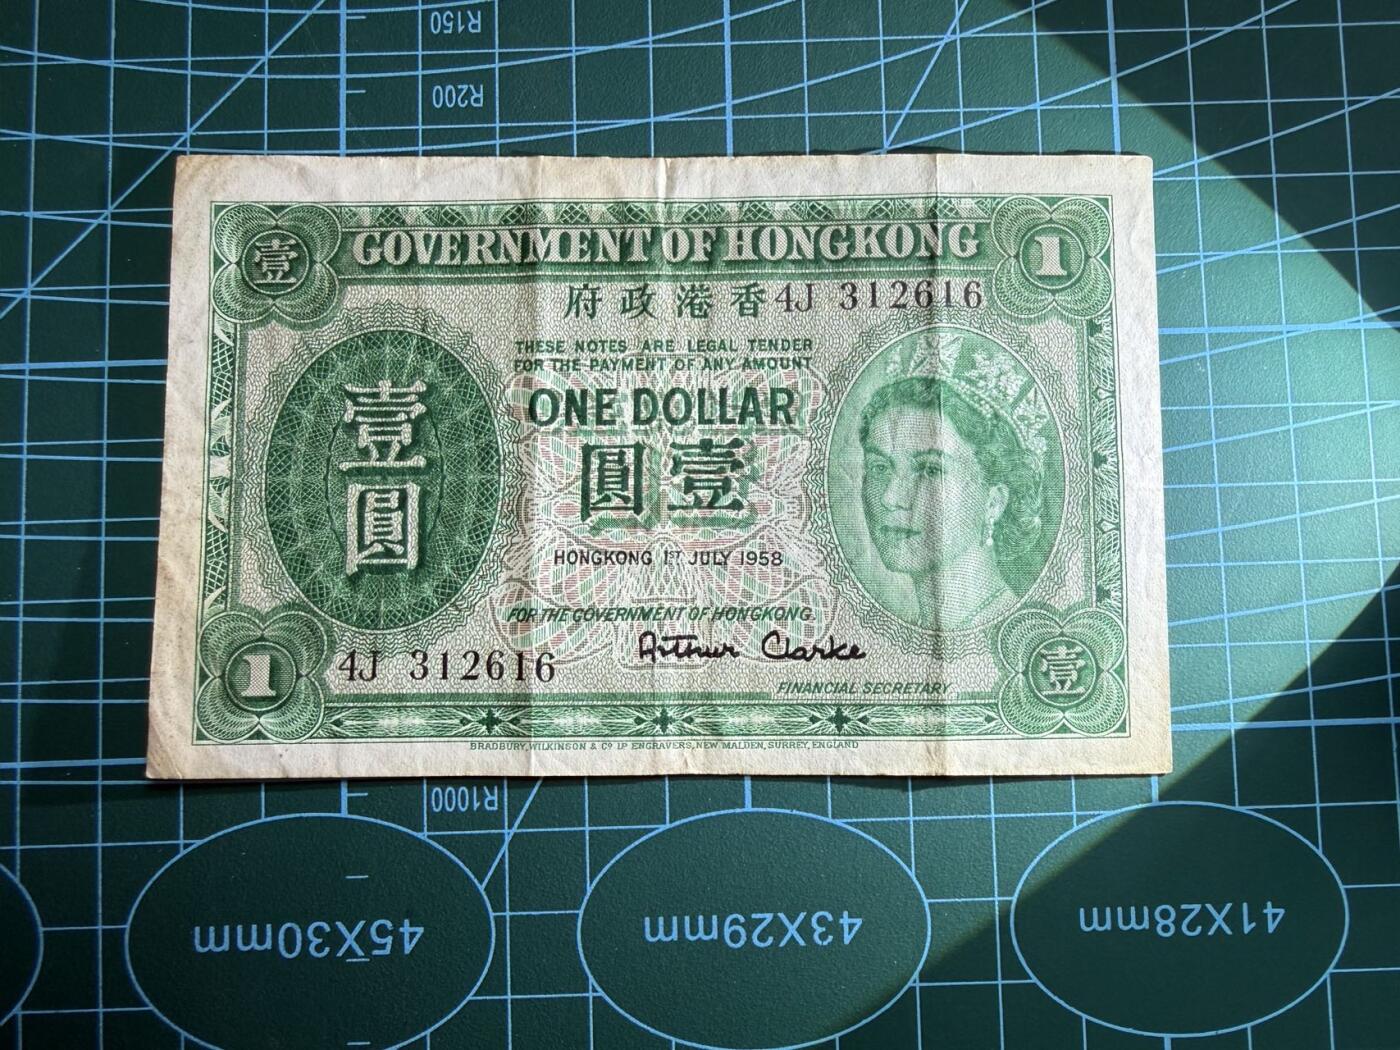 R150
R200
壹 GOVERNMENT OF HONGKONG 1
府政港香 4J 312616
THESE NOTES ARE LEGAL TENDER
FOR THE PAYMENT OF ANY AMOUNT
ONE DOLLAR
壹圓
圓壹
HONGKONG 1ST JULY 1958
FOR THE GOVERNMENT OF HONGKONG.
Arthur Clarke
1 4J 312616
FINANCIAL SECRETARY.
壹
BRADBURY, WILKINSON & CO. LD. ENGRAVERS, NEW MALDEN, SURREY, ENGLAND
R1000
45X30mm
43X29mm
41X28mm